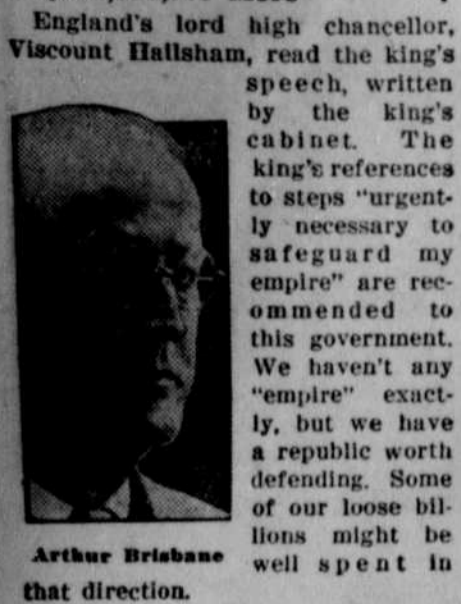 England's lord high chancellor,
Viscount Hailsham, read the king's
speech, written
by the king's
cabinet. The
king's references
to steps "urgent-
ly necessary to
safeguard my
empire" are rec-
ommended to
this government.
We haven't any
"empire" exact-
ly, but we have
a republic worth
defending. Some
of our loose bil-
lions might be
well spent in
Arthur Brisbane
that direction.